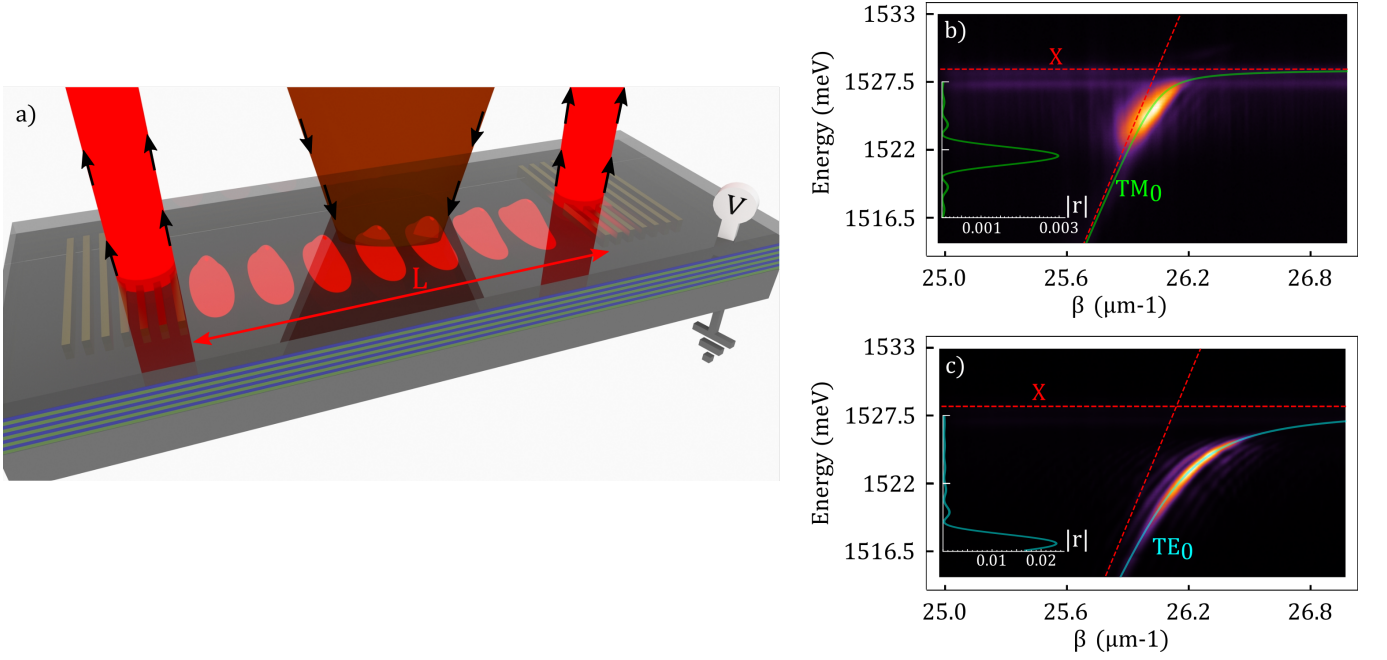 a)
L
V
b)
1533
1527.5
1522
1516.5
Energy (meV)
X
TM0
|r|
0.001
0.003
25.0
25.6
26.2
26.8
β (μm-1)
c)
1533
1527.5
1522
1516.5
Energy (meV)
X
TE0
|r|
0.01
0.02
25.0
25.6
26.2
26.8
β (μm-1)